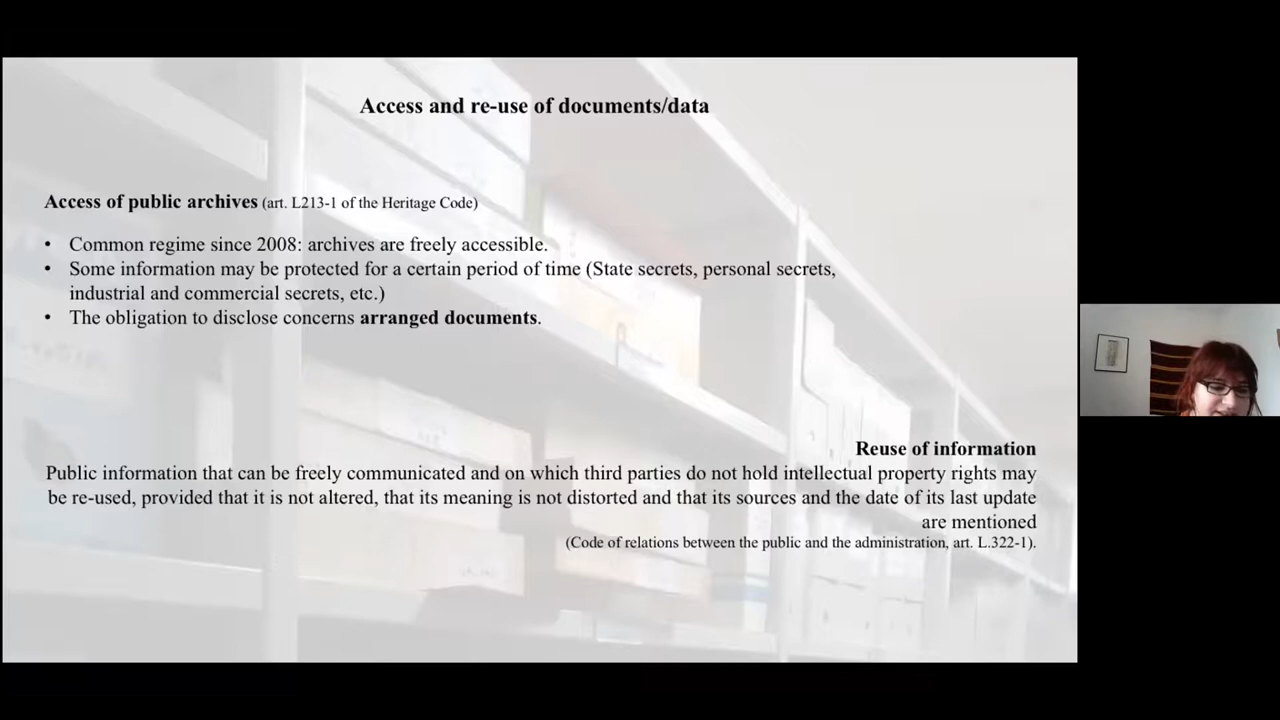 Access and re-use of documents/data
Access of public archives (art. L213-1 of the Heritage Code)
• Common regime since 2008: archives are freely accessible.
• Some information may be protected for a certain period of time (State secrets, personal secrets,
industrial and commercial secrets, etc.)
• The obligation to disclose concerns arranged documents.
Reuse of information
Public information that can be freely communicated and on which third parties do not hold intellectual property rights may
be re-used, provided that it is not altered, that its meaning is not distorted and that its sources and the date of its last update
are mentioned
(Code of relations between the public and the administration, art. L.322-1).